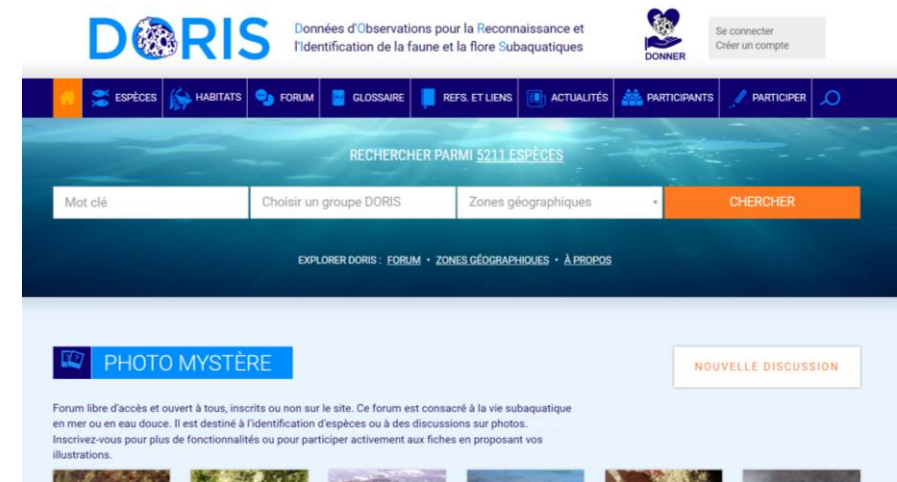 DORIS
Données d'Observations pour la Reconnaissance et
l'Identification de la faune et la flore Subaquatiques
DONNER
Se connecter
Créer un compte
ESPÈCES
HABITATS
FORUM
GLOSSAIRE
REFS. ET LIENS
ACTUALITÉS
PARTICIPANTS
PARTICIPER
RECHERCHER PARMI 5211 ESPÈCES
Mot clé
Choisir un groupe DORIS
Zones géographiques
CHERCHER
EXPLORER DORIS : FORUM • ZONES GÉOGRAPHIQUES • À PROPOS
PHOTO MYSTÈRE
NOUVELLE DISCUSSION
Forum libre d'accès et ouvert à tous, inscrits ou non sur le site. Ce forum est consacré à la vie subaquatique
en mer ou en eau douce. Il est destiné à l'identification d'espèces ou à des discussions sur photos.
Inscrivez-vous pour plus de fonctionnalités ou pour participer activement aux fiches en proposant vos
illustrations.